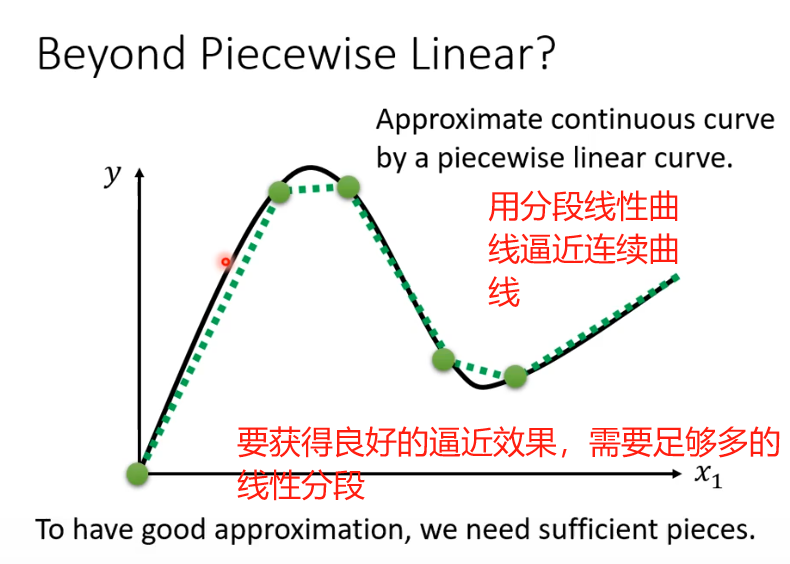 Beyond Piecewise Linear?
Approximate continuous curve
by a piecewise linear curve.
y
用分段线性曲
线逼近连续曲
线
要获得良好的逼近效果，需要足够多的
线性分段
x₁
To have good approximation, we need sufficient pieces.